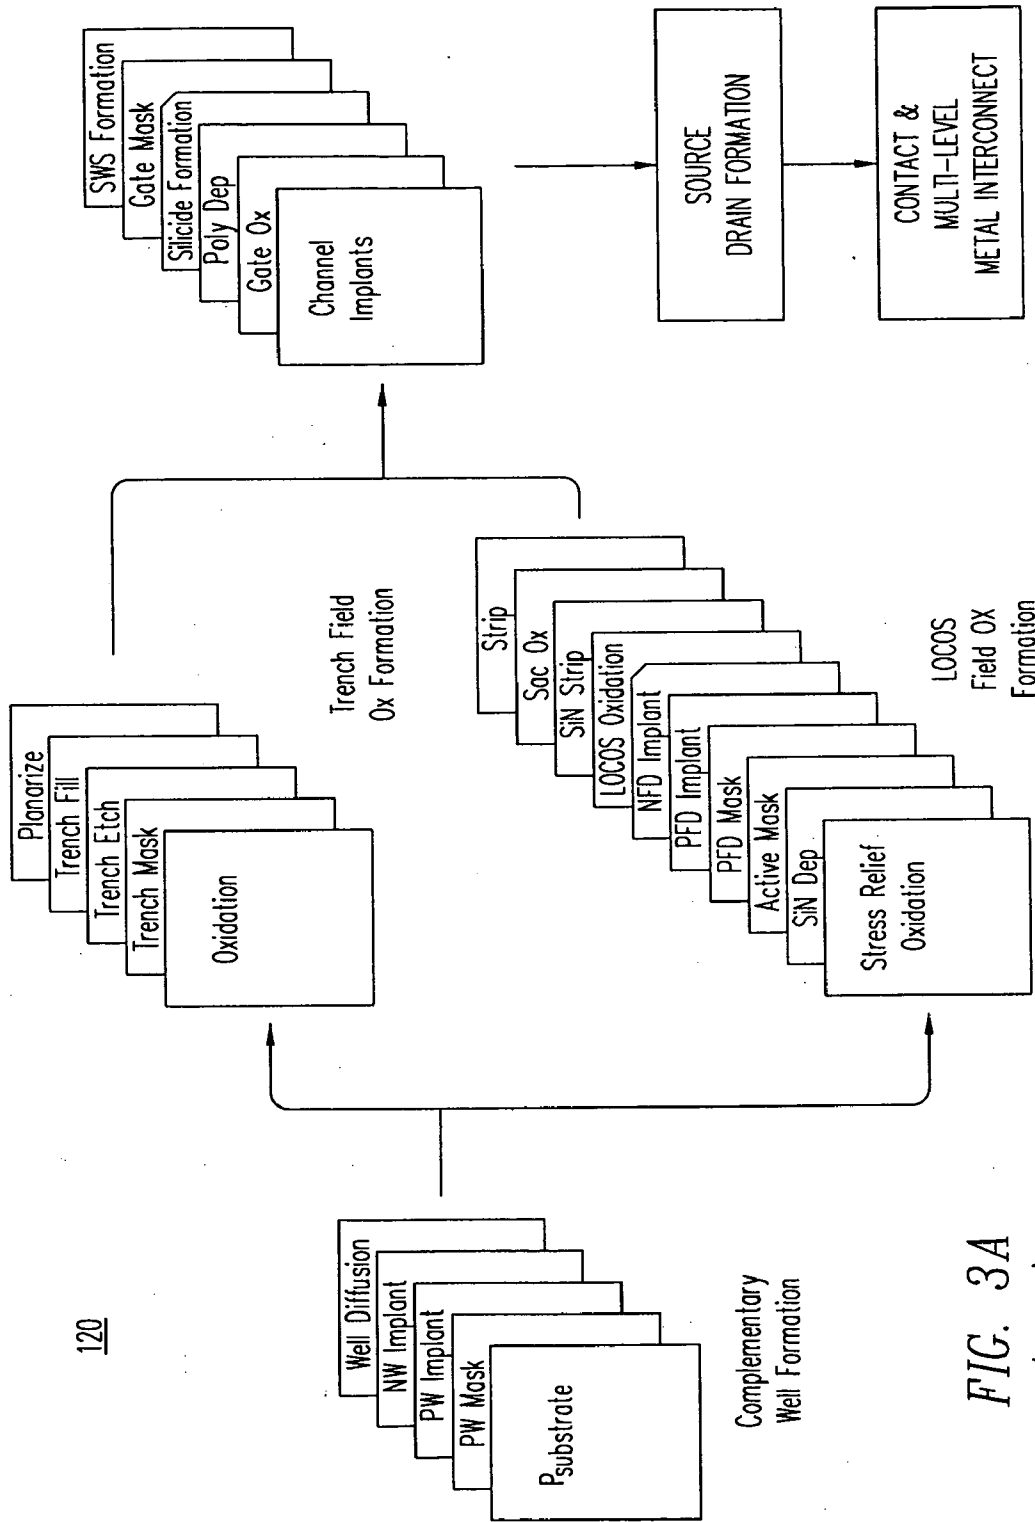 120
Well Diffusion
NW Implant
PW Implant
PW Mask
Psubstrate
Complementary
Well Formation
Planarize
Trench Fill
Trench Etch
Trench Mask
Oxidation
Trench Field
Ox Formation
Strip
Sac Ox
SiN Strip
LOCOS Oxidation
NFD Implant
PFD Implant
PFD Mask
Active Mask
SiN Dep
Stress Relief
Oxidation
LOCOS
Field Ox
Formation
SWS Formation
Gate Mask
Silicide Formation
Poly Dep
Gate Ox
Channel
Implants
SOURCE
DRAIN FORMATION
CONTACT &
MULTI-LEVEL
METAL INTERCONNECT
FIG. 3A